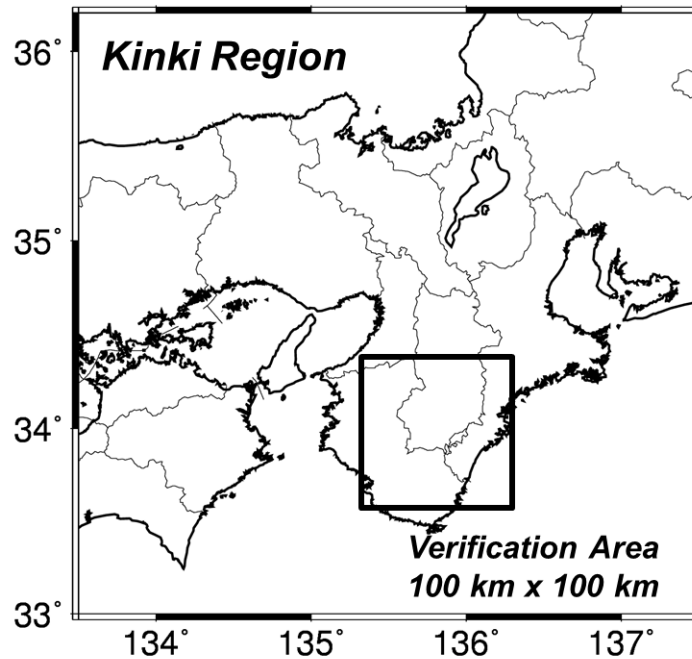 36˚
Kinki Region
35˚
34˚
Verification Area
100 km x 100 km
33˚
134˚ 135˚ 136˚ 137˚